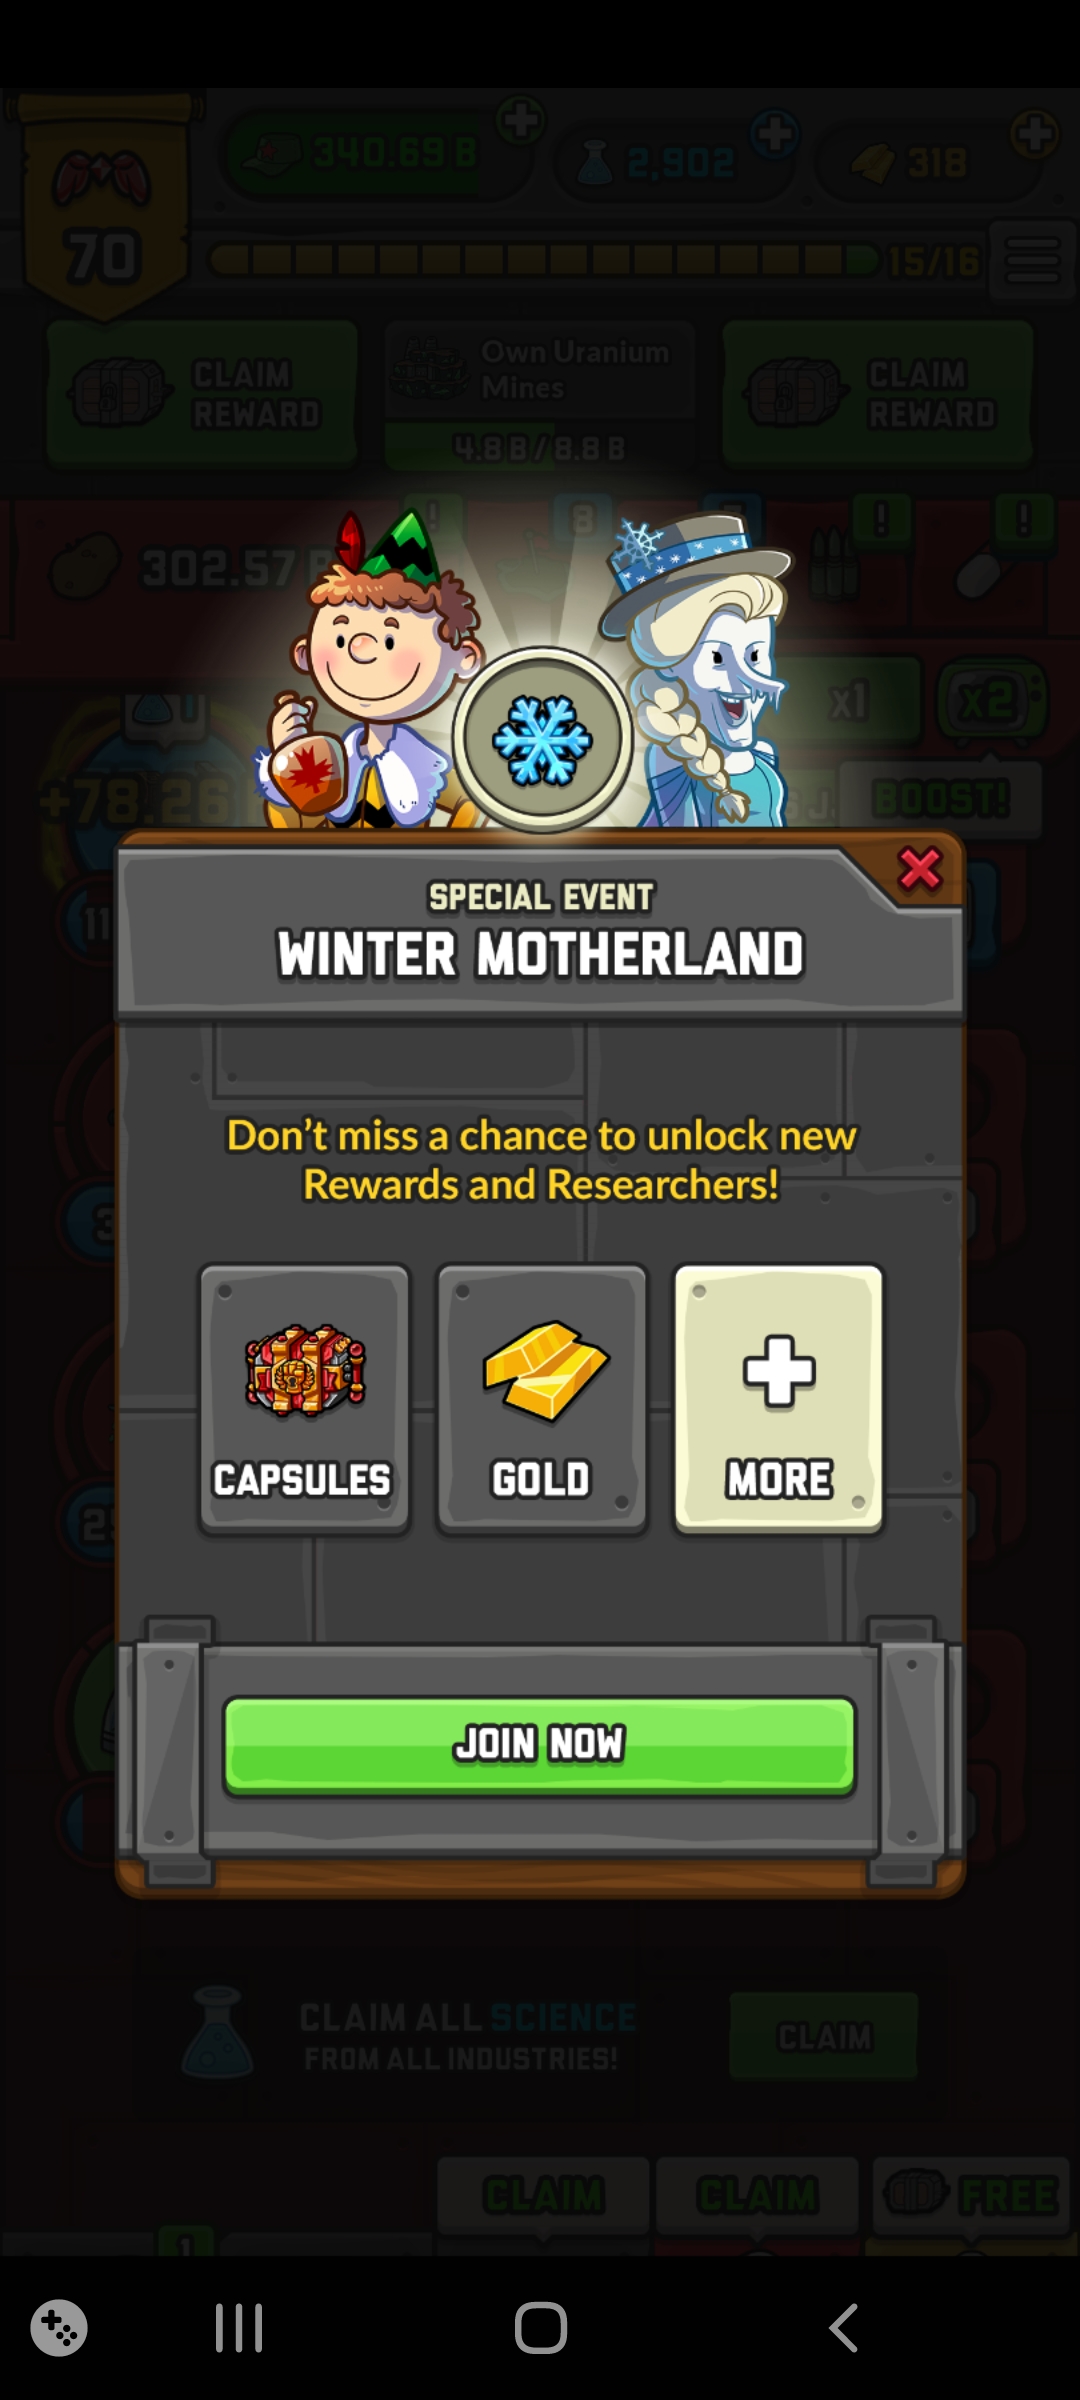 340.69 B
2,902
318
70
15/16
CLAIM
REWARD
Own Uranium
Mines
4.8 B / 8.8 B
CLAIM
REWARD
!
8
!
!
302.57
x1
x2
+78.26
BOOST!
SPECIAL EVENT
WINTER MOTHERLAND
Don't miss a chance to unlock new
Rewards and Researchers!
CAPSULES
GOLD
MORE
JOIN NOW
CLAIM ALL SCIENCE
FROM ALL INDUSTRIES!
CLAIM
CLAIM
CLAIM
FREE
1